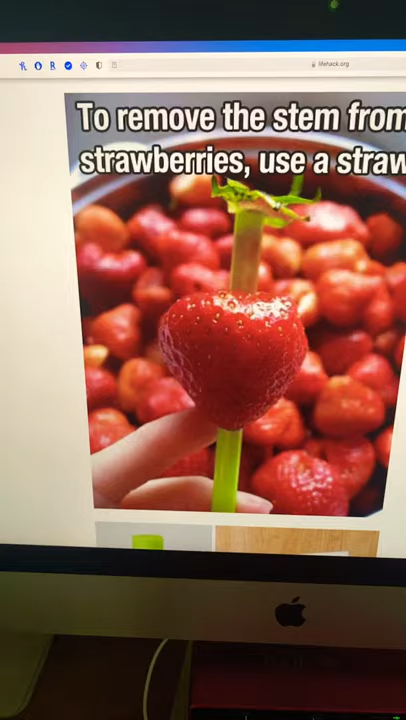 lifehack.org
To remove the stem from
strawberries, use a straw